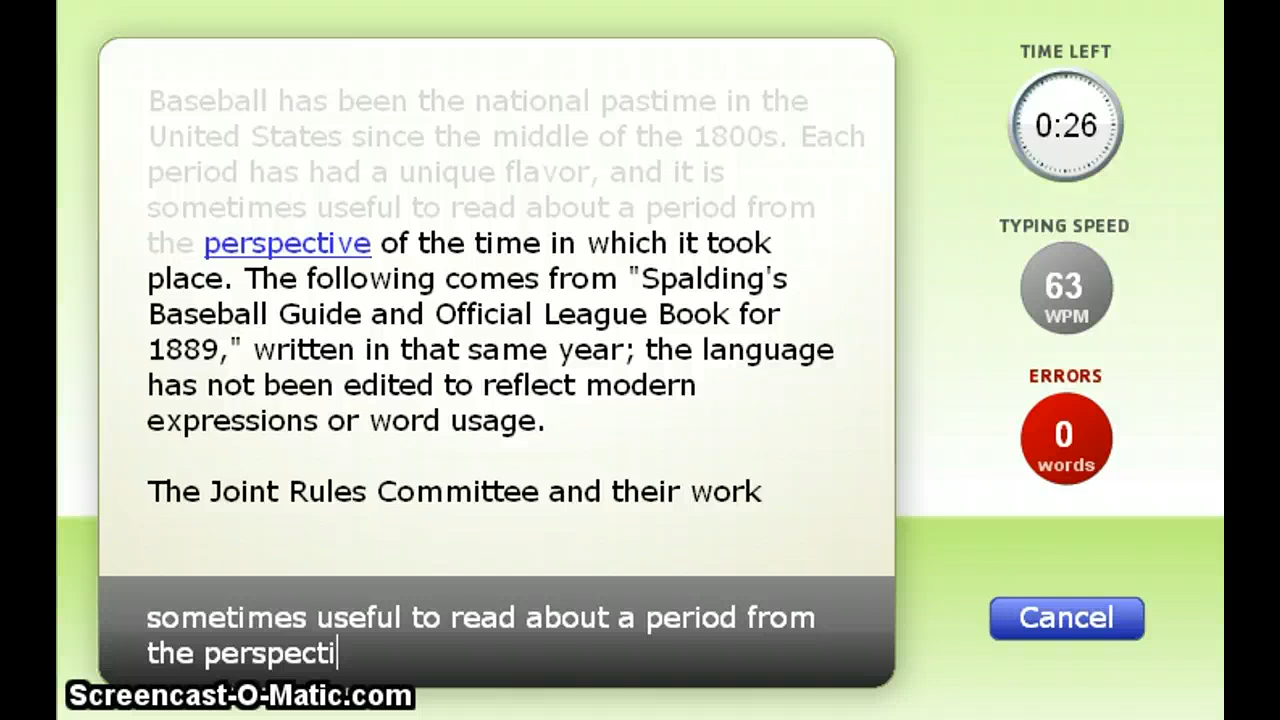 Baseball has been the national pastime in the
United States since the middle of the 1800s. Each
period has had a unique flavor, and it is
sometimes useful to read about a period from
the perspective of the time in which it took
place. The following comes from "Spalding's
Baseball Guide and Official League Book for
1889," written in that same year; the language
has not been edited to reflect modern
expressions or word usage.
The Joint Rules Committee and their work
sometimes useful to read about a period from
the perspecti
TIME LEFT
0:26
TYPING SPEED
63
WPM
ERRORS
0
words
Cancel
Screencast-O-Matic.com